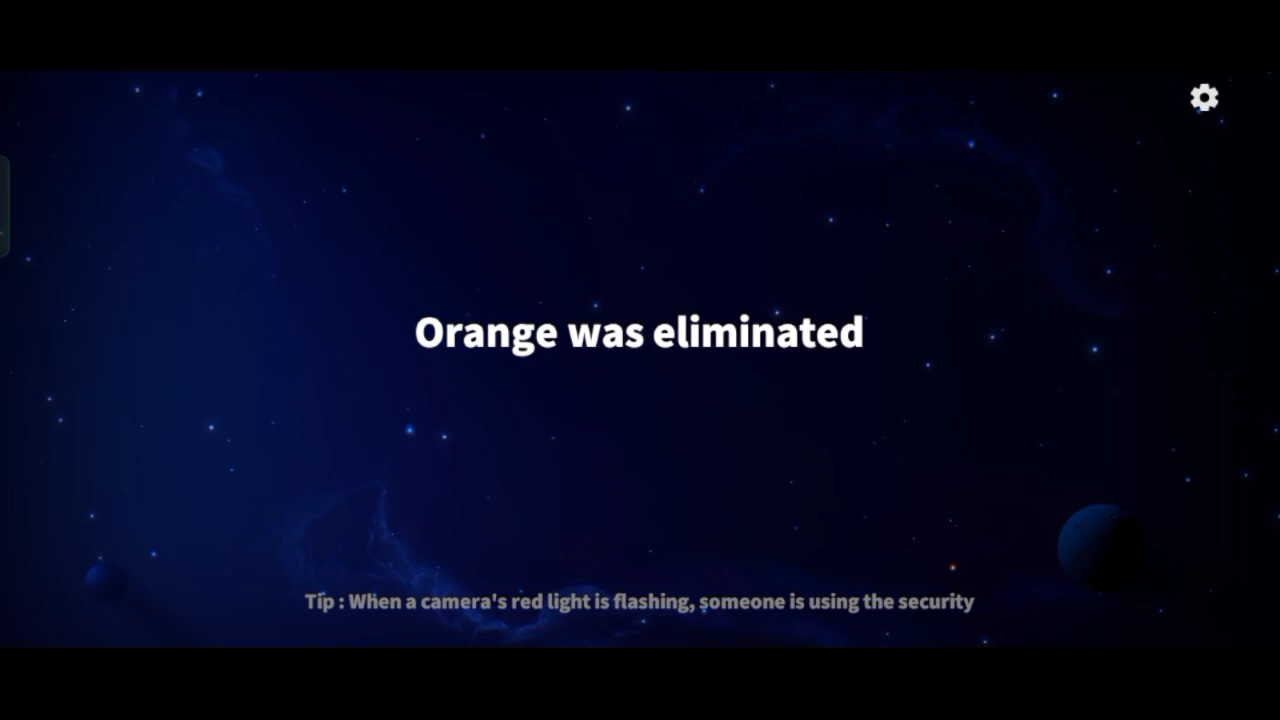 Orange was eliminated
Tip : When a camera's red light is flashing, someone is using the security